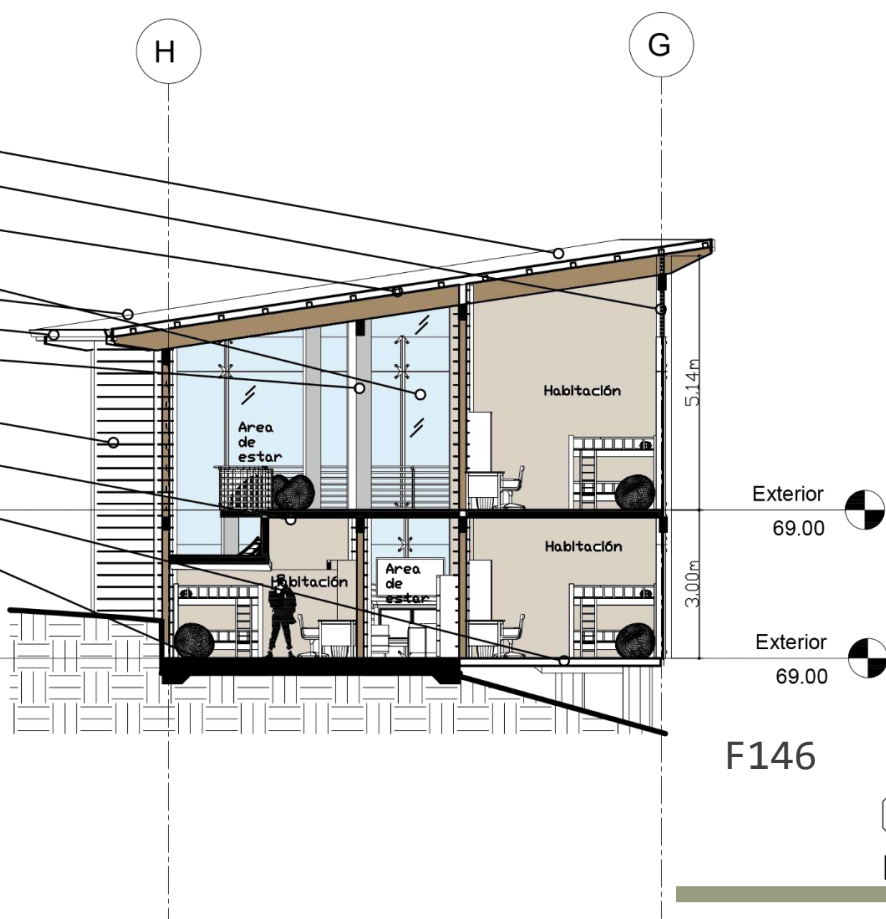 H
G
Habitación
5.14m
Area
de
estar
Exterior
69.00
Habitación
Habitación
Area
de
estar
3.00m
Exterior
69.00
F146